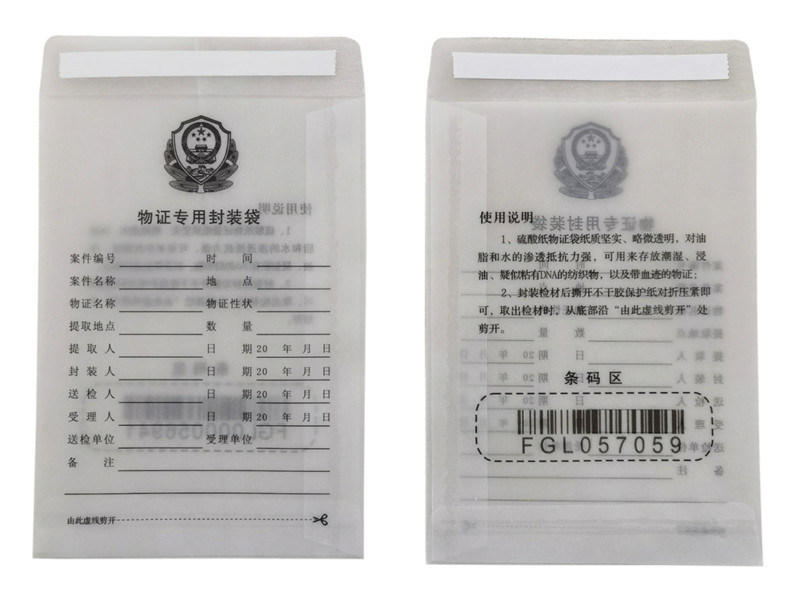 物证专用封装袋
案件编号 时 间
案件名称 地 点
物证名称 物证性状
提取地点 数 量
提 取 人 日 期 20 年 月 日
封 装 人 日 期 20 年 月 日
送 检 人 日 期 20 年 月 日
受 理 人 日 期 20 年 月 日
送检单位 受理单位
备 注
由此虚线剪开
使用说明
1、硫酸纸物证袋纸质坚实、略微透明，对油
脂和水的渗透抵抗力强，可用来存放潮湿、浸
油、疑似粘有DNA的纺织物，以及带血迹的物证；
2、封装检材后撕开不干胶保护纸对折压紧即
可，取出检材时，从底部沿“由此虚线剪开”处
剪开。
条 码 区
FGL057059